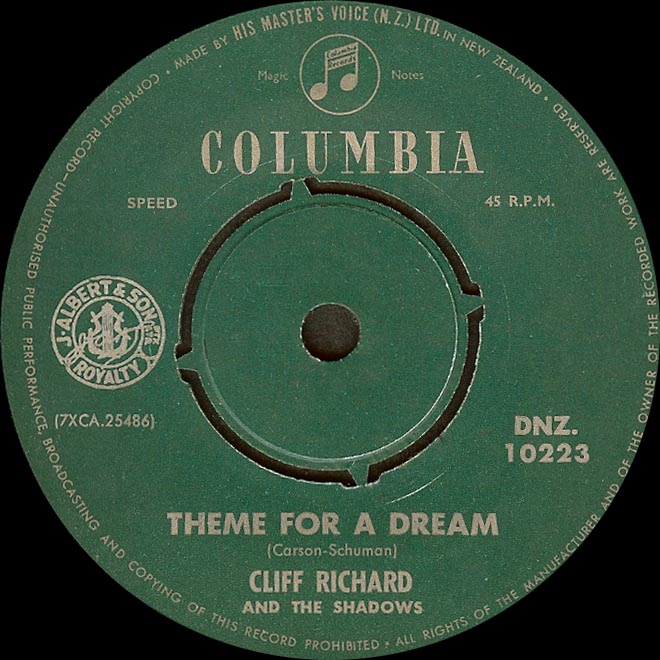 COPYRIGHT RECORD—UNAUTHORISED PUBLIC PERFORMANCE, BROADCASTING AND COPYING OF THIS RECORD PROHIBITED • ALL RIGHTS OF THE MANUFACTURER AND OF THE OWNER OF THE RECORDED WORK ARE RESERVED
• MADE BY HIS MASTER'S VOICE (N.Z.) LTD. IN NEW ZEALAND •
Columbia
Records
Magic Notes
COLUMBIA
SPEED 45 R.P.M.
J. ALBERT & SON
ROYALTY
(7XCA.25486)
DNZ.
10223
THEME FOR A DREAM
(Carson-Schuman)
CLIFF RICHARD
AND THE SHADOWS